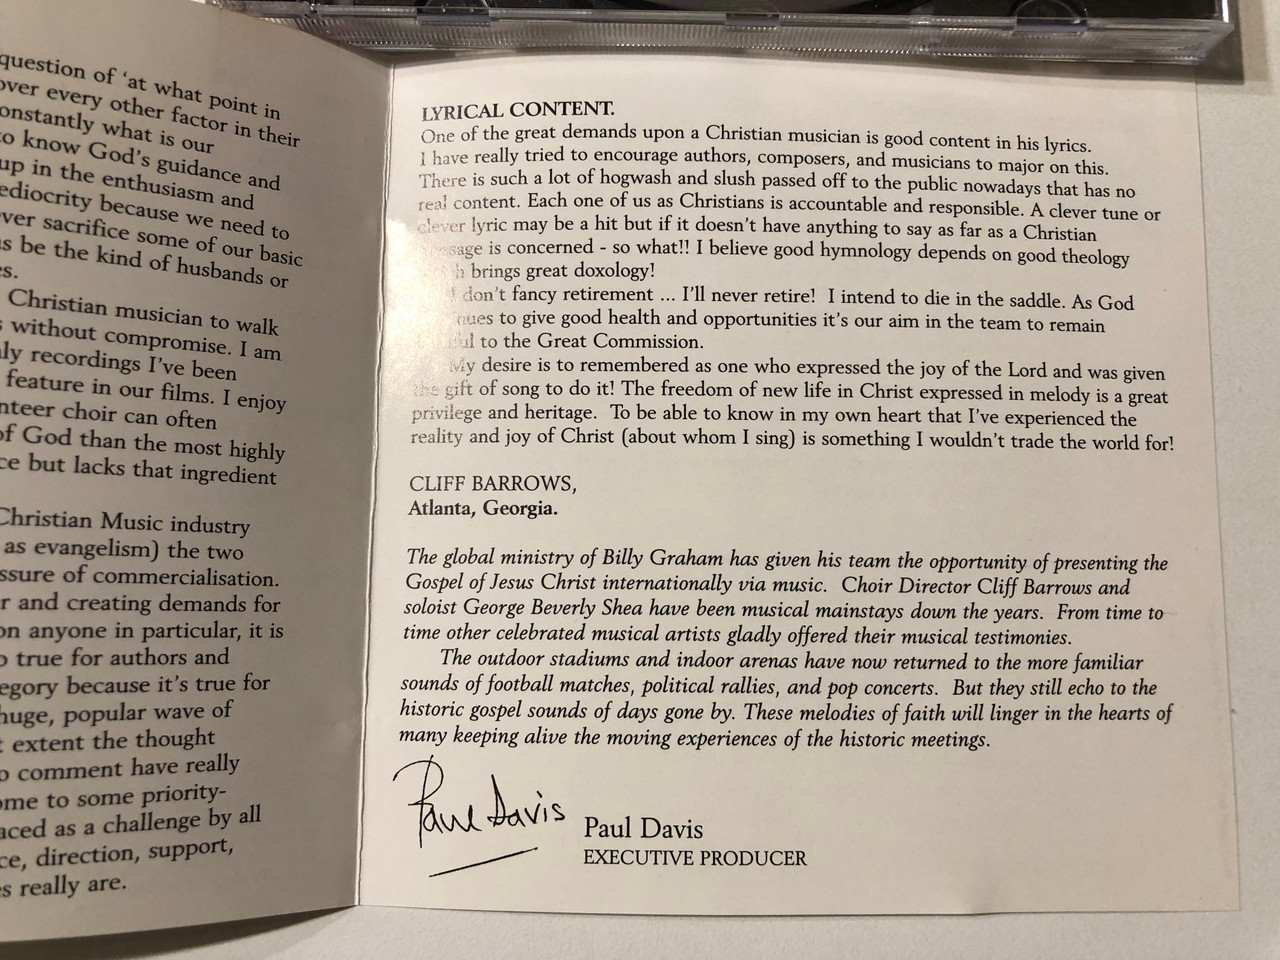 question of 'at what point in
over every other factor in their
constantly what is our
to know God's guidance and
up in the enthusiasm and
mediocrity because we need to
ever sacrifice some of our basic
us be the kind of husbands or
Christian musician to walk
without compromise. I am
recordings I've been
feature in our films. I enjoy
choir can often
of God than the most highly
but lacks that ingredient
Christian Music industry
as evangelism) the two
of commercialisation.
and creating demands for
on anyone in particular, it is
true for authors and
because it's true for
huge, popular wave of
extent the thought
comment have really
to some priority-
as a challenge by all
direction, support,
really are.
LYRICAL CONTENT.
One of the great demands upon a Christian musician is good content in his lyrics.
I have really tried to encourage authors, composers, and musicians to major on this.
There is such a lot of hogwash and slush passed off to the public nowadays that has no
real content. Each one of us as Christians is accountable and responsible. A clever tune or
clever lyric may be a hit but if it doesn't have anything to say as far as a Christian
message is concerned - so what!! I believe good hymnology depends on good theology
brings great doxology!
I don't fancy retirement ... I'll never retire! I intend to die in the saddle. As God
to give good health and opportunities it's our aim in the team to remain
to the Great Commission.
My desire is to remembered as one who expressed the joy of the Lord and was given
the gift of song to do it! The freedom of new life in Christ expressed in melody is a great
privilege and heritage. To be able to know in my own heart that I've experienced the
reality and joy of Christ (about whom I sing) is something I wouldn't trade the world for!
CLIFF BARROWS,
Atlanta, Georgia.
The global ministry of Billy Graham has given his team the opportunity of presenting the
Gospel of Jesus Christ internationally via music. Choir Director Cliff Barrows and
soloist George Beverly Shea have been musical mainstays down the years. From time to
time other celebrated musical artists gladly offered their musical testimonies.
The outdoor stadiums and indoor arenas have now returned to the more familiar
sounds of football matches, political rallies, and pop concerts. But they still echo to the
historic gospel sounds of days gone by. These melodies of faith will linger in the hearts of
many keeping alive the moving experiences of the historic meetings.
Paul Davis
Paul Davis
EXECUTIVE PRODUCER